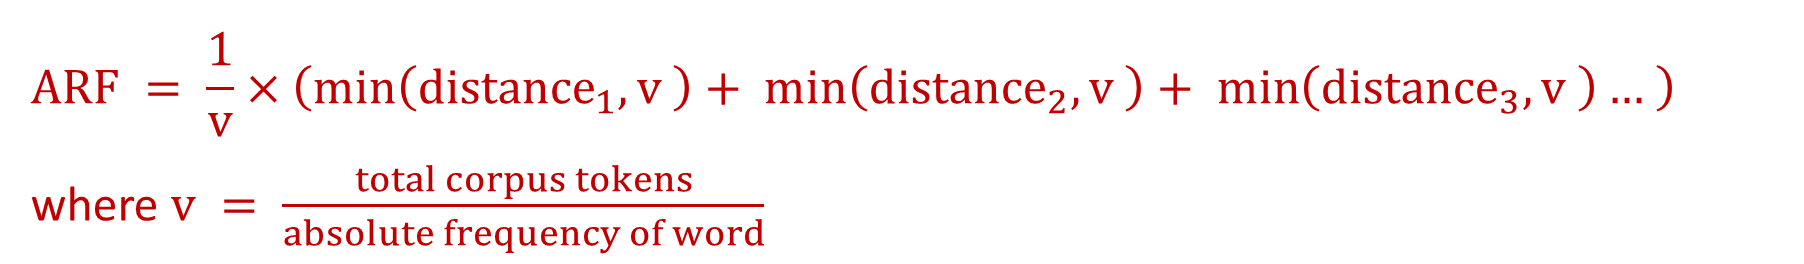 ARF = 1/v × (min(distance₁, v ) + min(distance₂, v ) + min(distance₃, v ) ... )
where v = total corpus tokens / absolute frequency of word